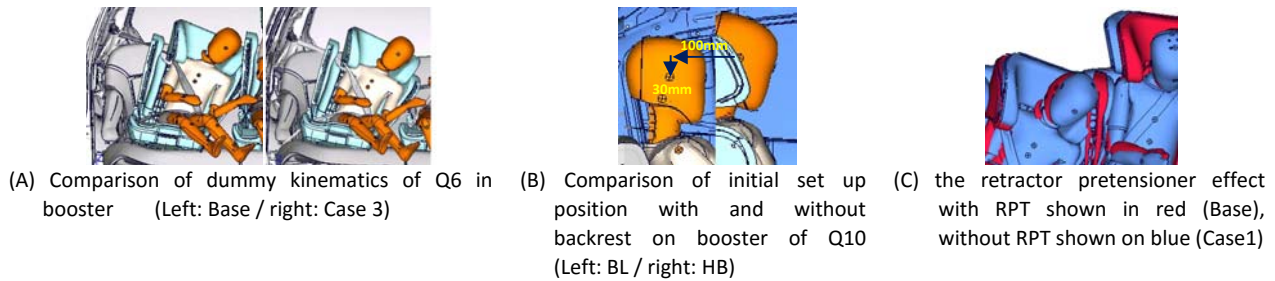 100mm
30mm
(A) Comparison of dummy kinematics of Q6 in
booster (Left: Base / right: Case 3)
(B) Comparison of initial set up
position with and without
backrest on booster of Q10
(Left: BL / right: HB)
(C) the retractor pretensioner effect
with RPT shown in red (Base),
without RPT shown on blue (Case1)